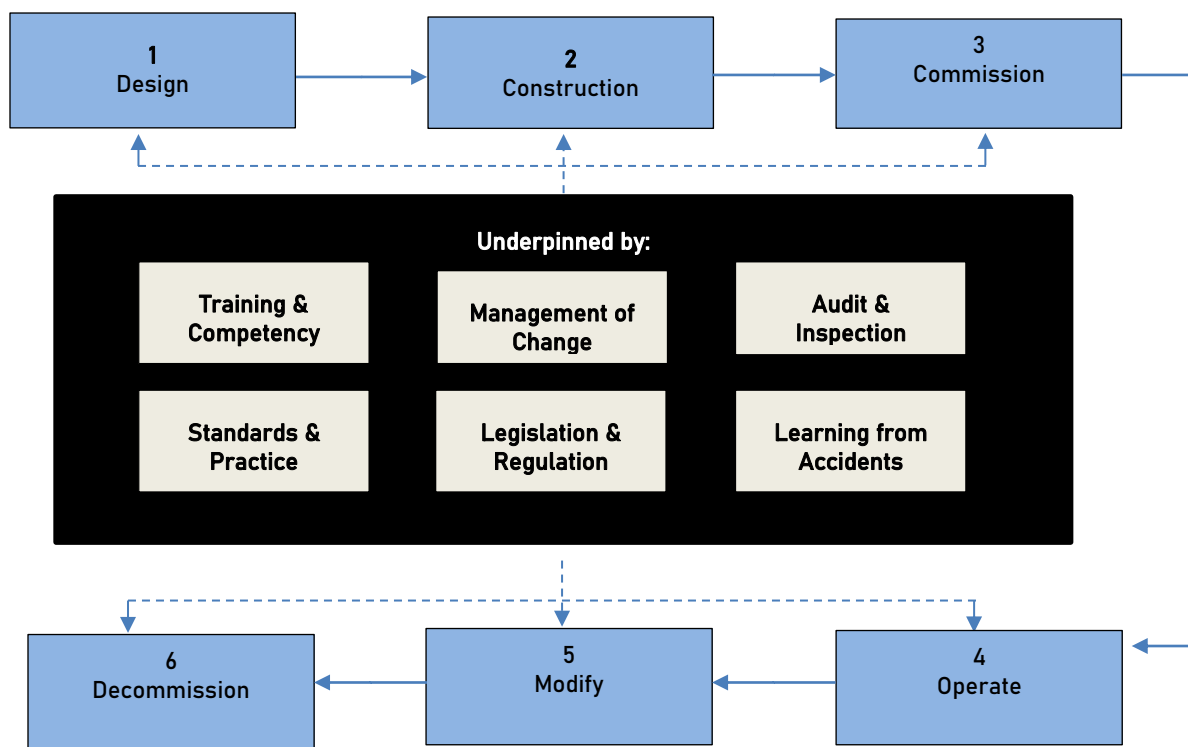 1
Design
2
Construction
3
Commission
Underpinned by:
Training &
Competency
Management of
Change
Audit &
Inspection
Standards &
Practice
Legislation &
Regulation
Learning from
Accidents
6
Decommission
5
Modify
4
Operate